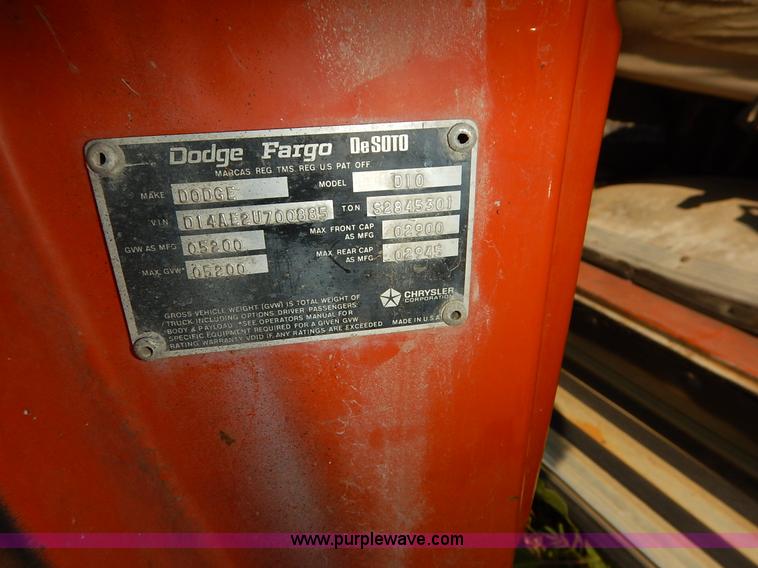 Dodge Fargo DeSOTO
MARCAS REG. TMS. REG. U.S. PAT. OFF.
MAKE DODGE MODEL D10
VIN D14AE2U700885 T.O.N. S2845301
GVW AS MFG 05200 MAX FRONT CAP AS MFG 02900
MAX. GVW 05200 MAX REAR CAP AS MFG 02945
GROSS VEHICLE WEIGHT (GVW) IS TOTAL WEIGHT OF
TRUCK, INCLUDING OPTIONS, DRIVER, PASSENGERS,
BODY & PAYLOAD. *SEE OPERATORS MANUAL FOR
SPECIFIC EQUIPMENT REQUIRED FOR A GIVEN GVW
RATING. WARRANTY VOID IF ANY RATINGS ARE EXCEEDED
CHRYSLER
CORPORATION
MADE IN U.S.A.
www.purplewave.com